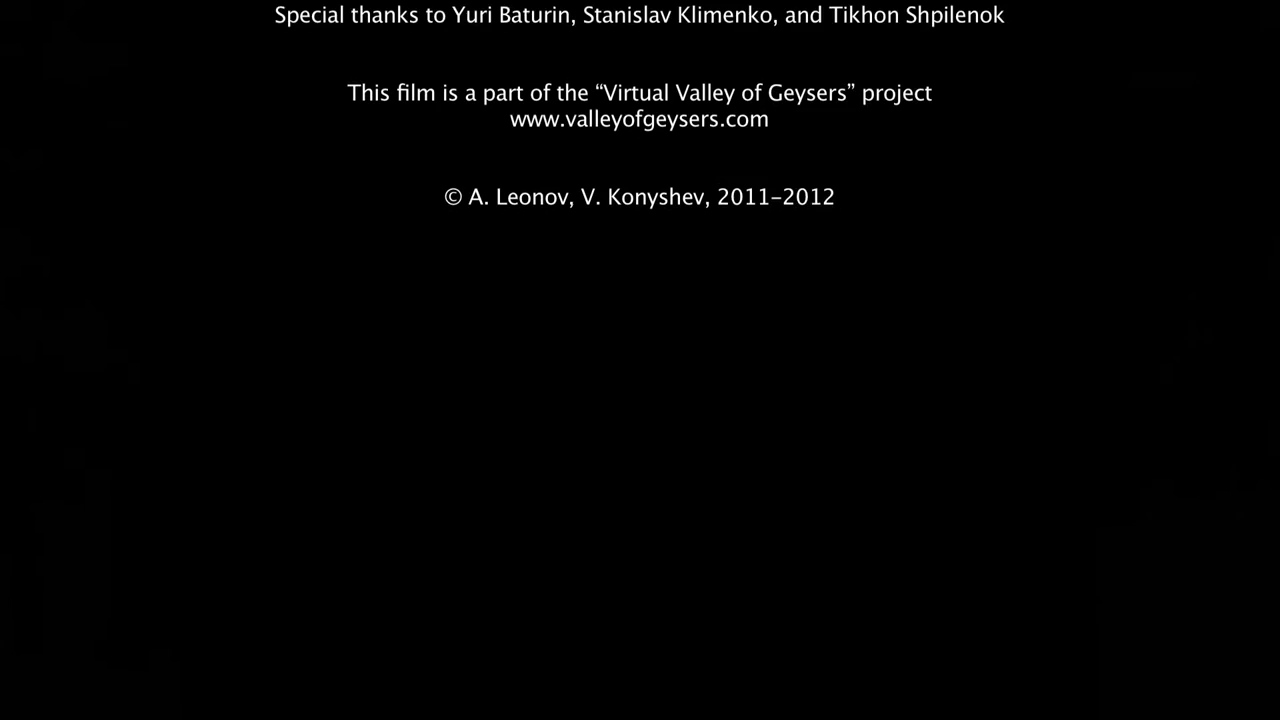 Special thanks to Yuri Baturin, Stanislav Klimenko, and Tikhon Shpilenok
This film is a part of the “Virtual Valley of Geysers” project
www.valleyofgeysers.com
© A. Leonov, V. Konyshev, 2011–2012